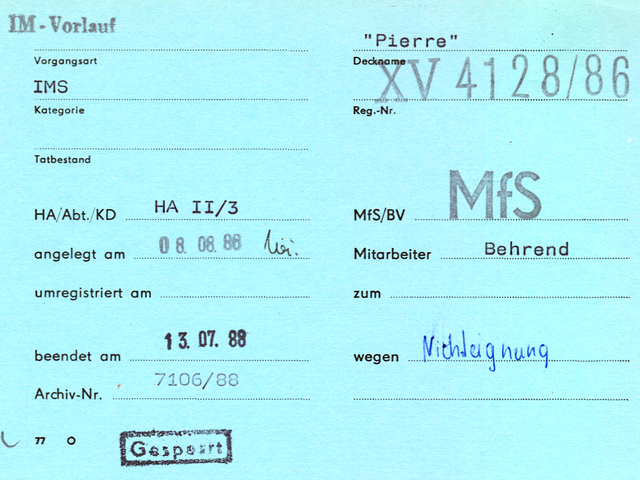 IM-Vorlauf
"Pierre"
Vorgangsart
Deckname
IMS
XV 4128/86
Kategorie
Reg.-Nr.
Tatbestand
HA/Abt./KD HA II/3
MfS/BV MfS
angelegt am 08. 08. 86
Mitarbeiter Behrend
umregistriert am
zum
beendet am 13. 07. 88
wegen Nichteignung
Archiv-Nr. 7106/88
77 0
Gesperrt